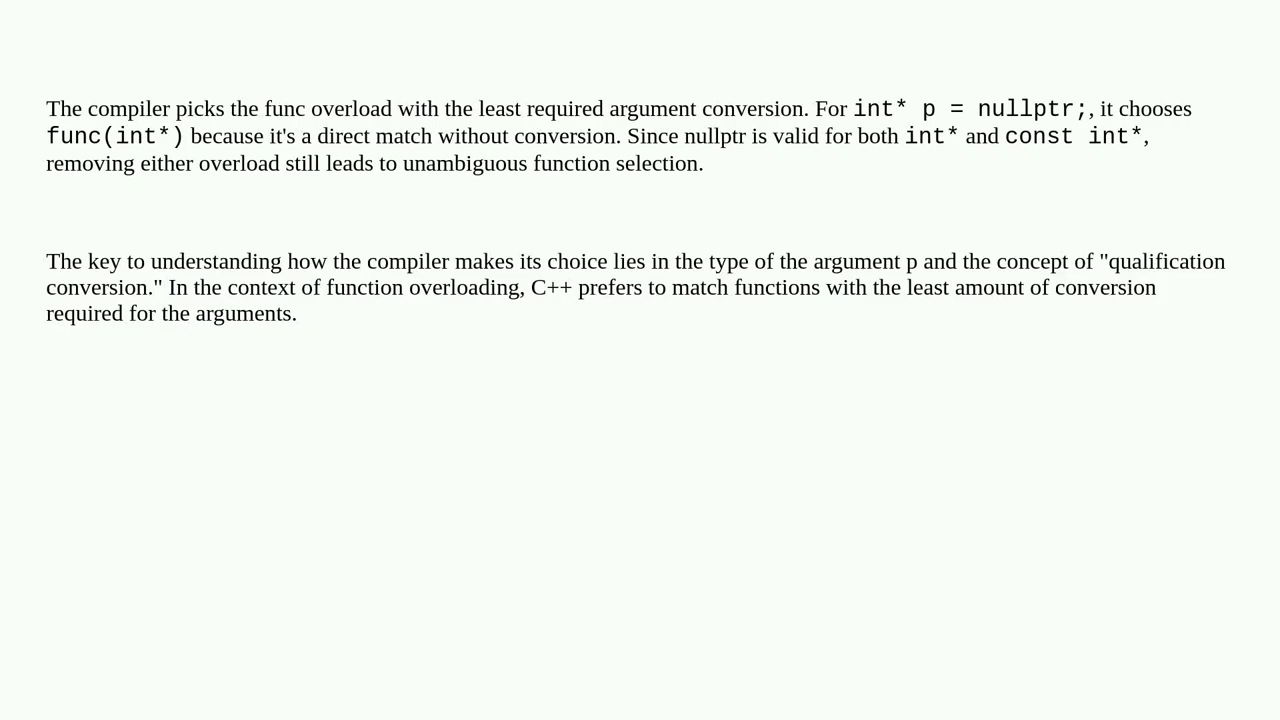 The compiler picks the func overload with the least required argument conversion. For int* p = nullptr;, it chooses
func(int*) because it's a direct match without conversion. Since nullptr is valid for both int* and const int*,
removing either overload still leads to unambiguous function selection.
The key to understanding how the compiler makes its choice lies in the type of the argument p and the concept of "qualification
conversion." In the context of function overloading, C++ prefers to match functions with the least amount of conversion
required for the arguments.